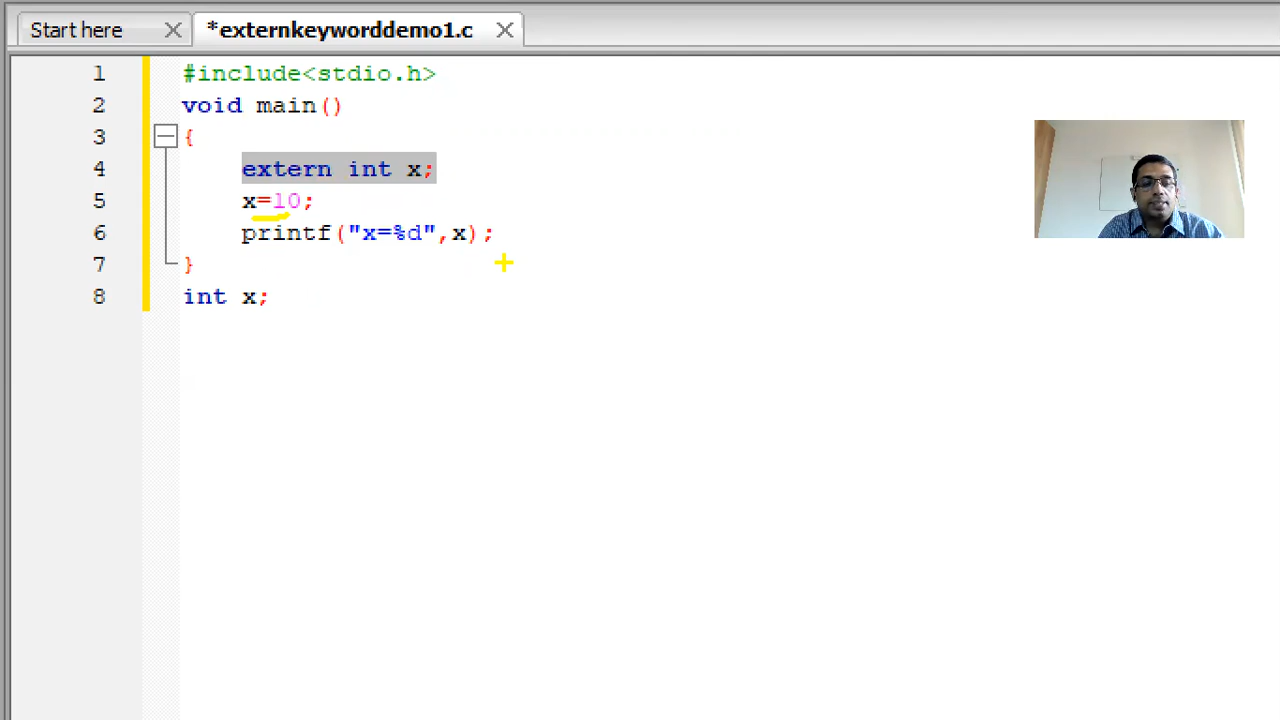 Start here
*externkeyworddemo1.c
1 #include<stdio.h>
2 void main()
3 {
4 extern int x;
5 x=10;
6 printf("x=%d",x);
7 }
8 int x;